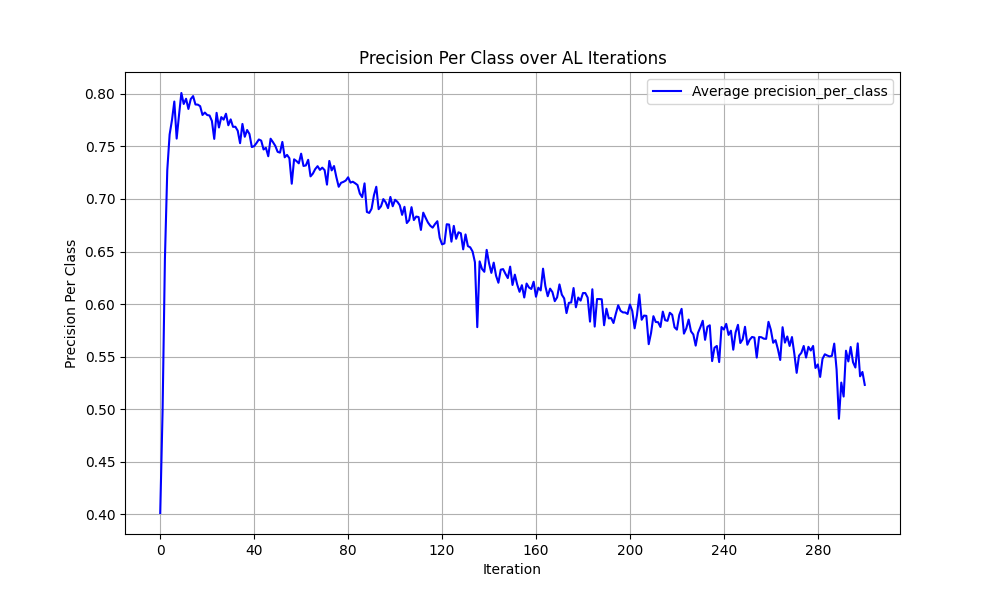 Precision Per Class over AL Iterations
Average precision_per_class
Precision Per Class
0.80
0.75
0.70
0.65
0.60
0.55
0.50
0.45
0.40
0 40 80 120 160 200 240 280
Iteration